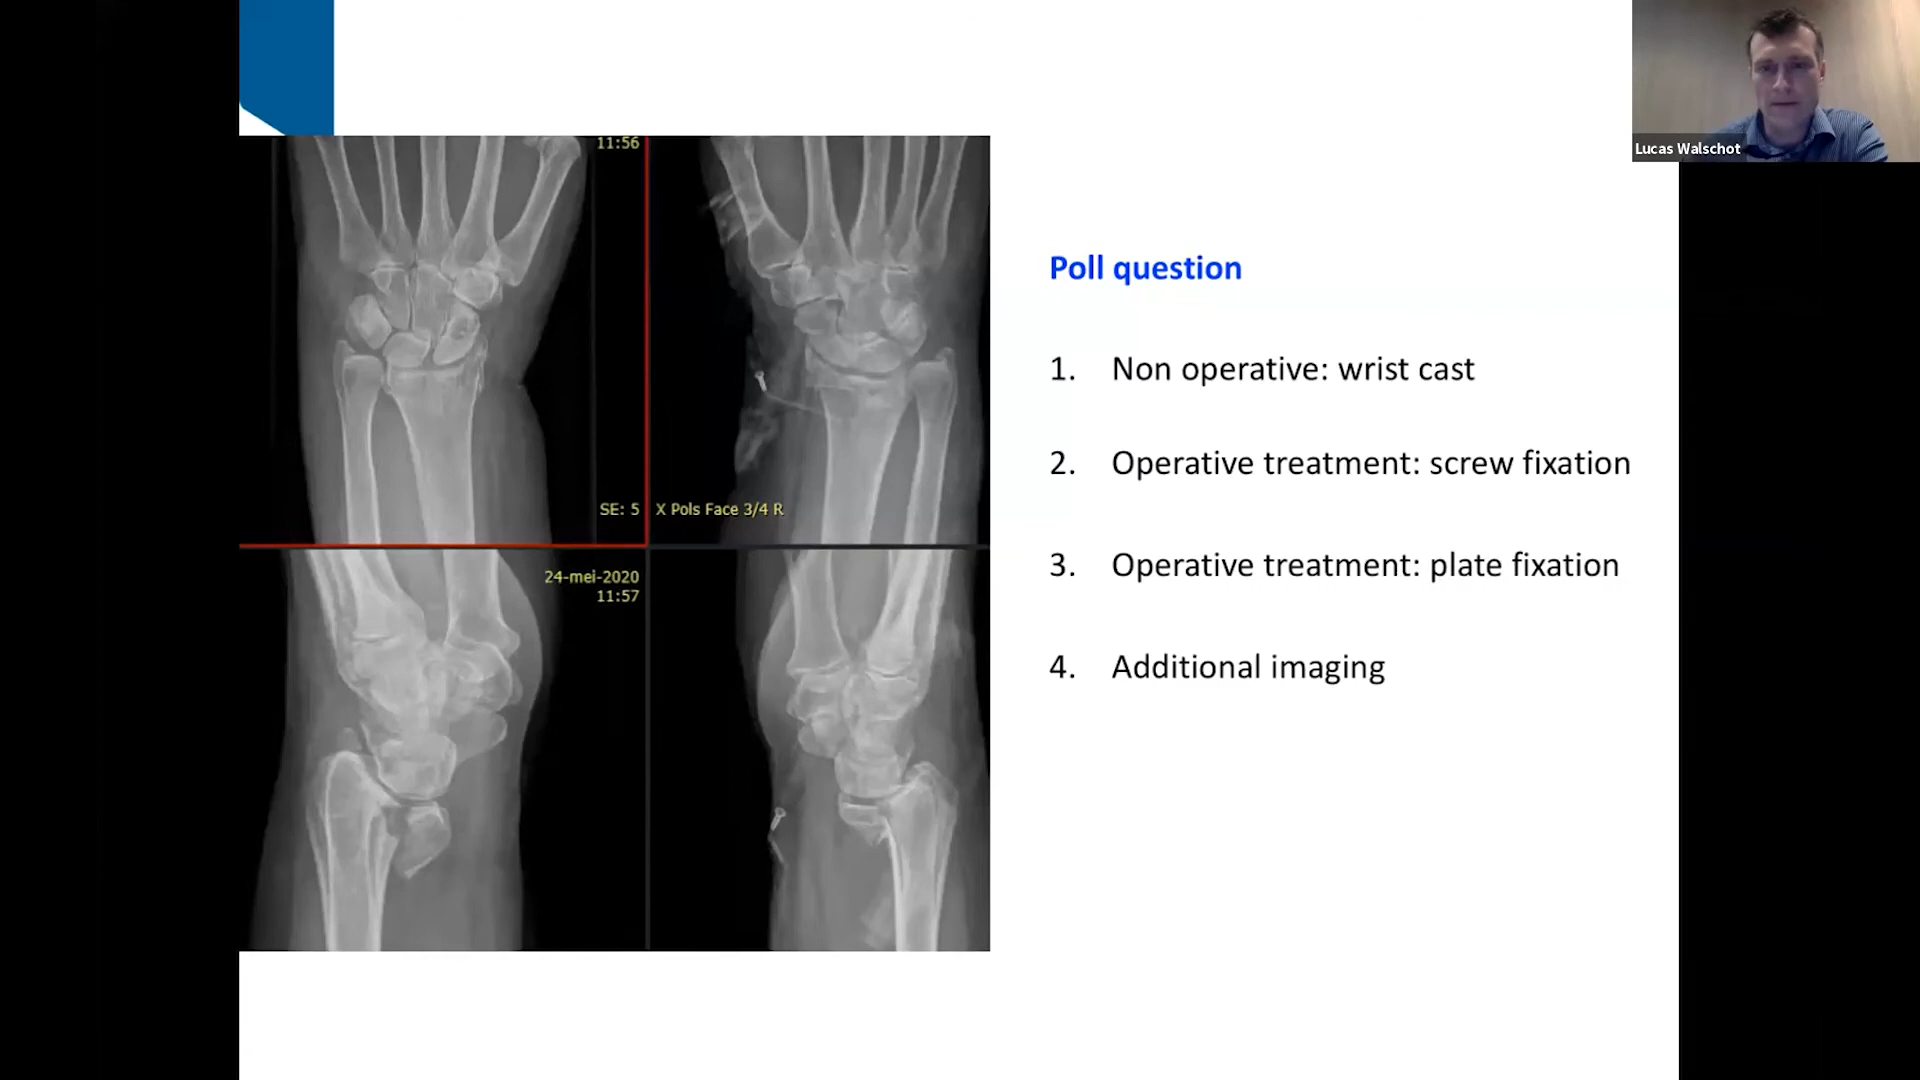 11:56
SE: 5
X Pols Face 3/4 R
24-mei-2020
11:57
Poll question
1. Non operative: wrist cast
2. Operative treatment: screw fixation
3. Operative treatment: plate fixation
4. Additional imaging
Lucas Walschot